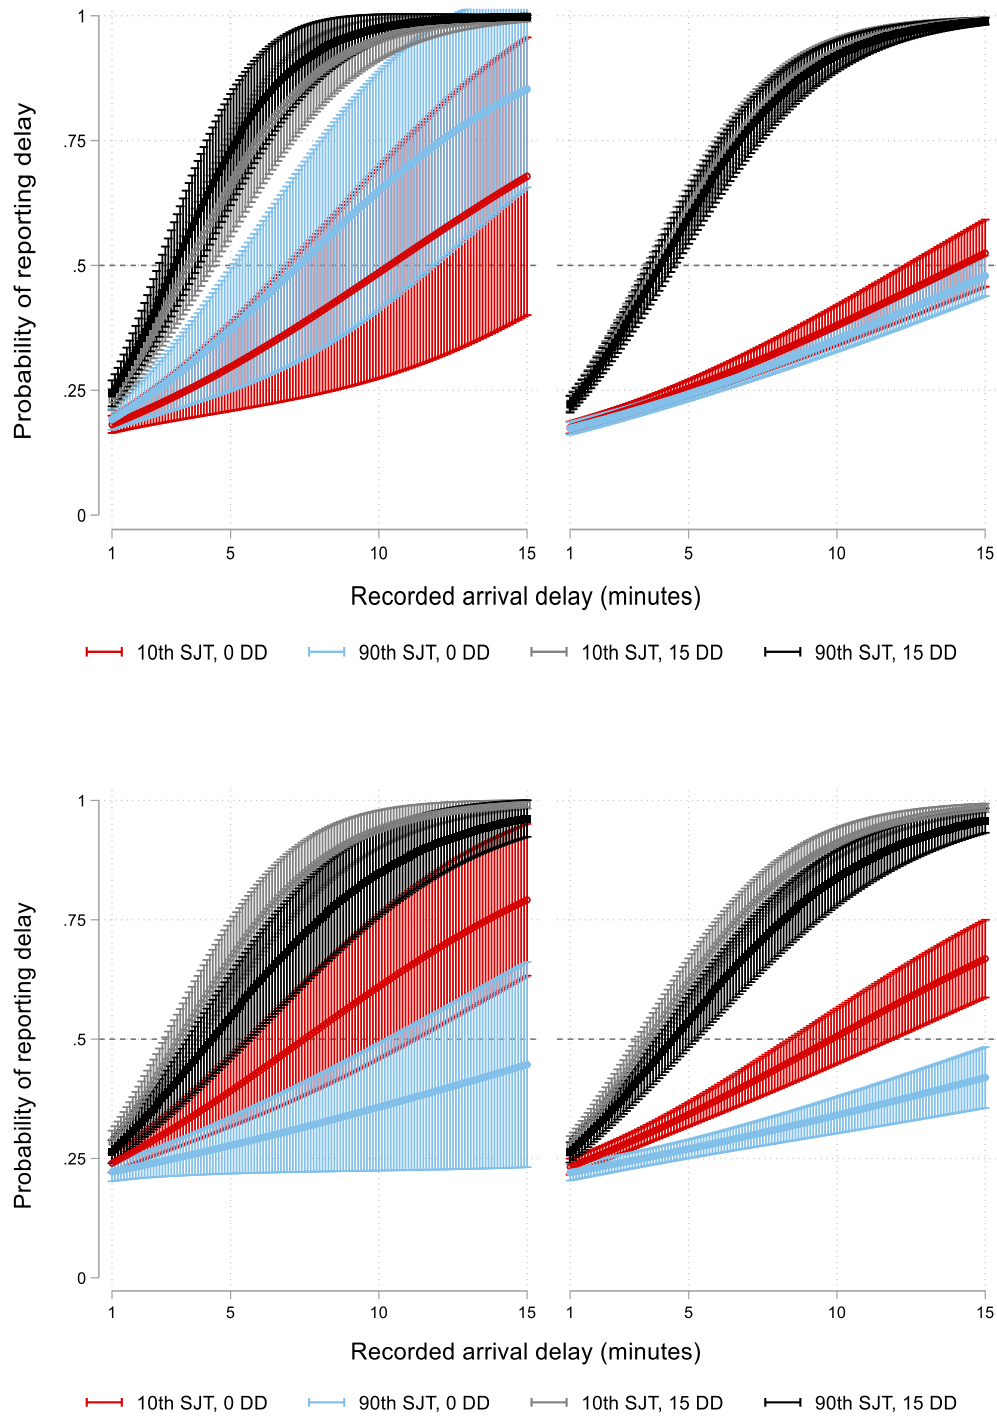 Probability of reporting delay
1
.75
.5
.25
0
1 5 10 15 1 5 10 15
Recorded arrival delay (minutes)
10th SJT, 0 DD 90th SJT, 0 DD 10th SJT, 15 DD 90th SJT, 15 DD
Probability of reporting delay
1
.75
.5
.25
0
1 5 10 15 1 5 10 15
Recorded arrival delay (minutes)
10th SJT, 0 DD 90th SJT, 0 DD 10th SJT, 15 DD 90th SJT, 15 DD